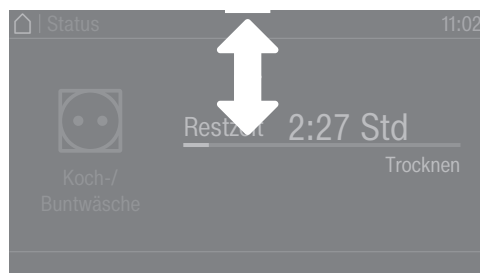 | Status 11:02
Restzeit 2:27 Std
Trocknen
Koch-/
Buntwäsche